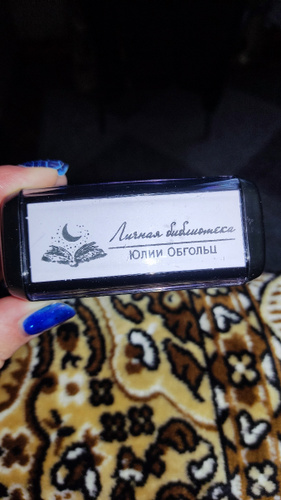 Личная библиотека
Юлии Обгольц